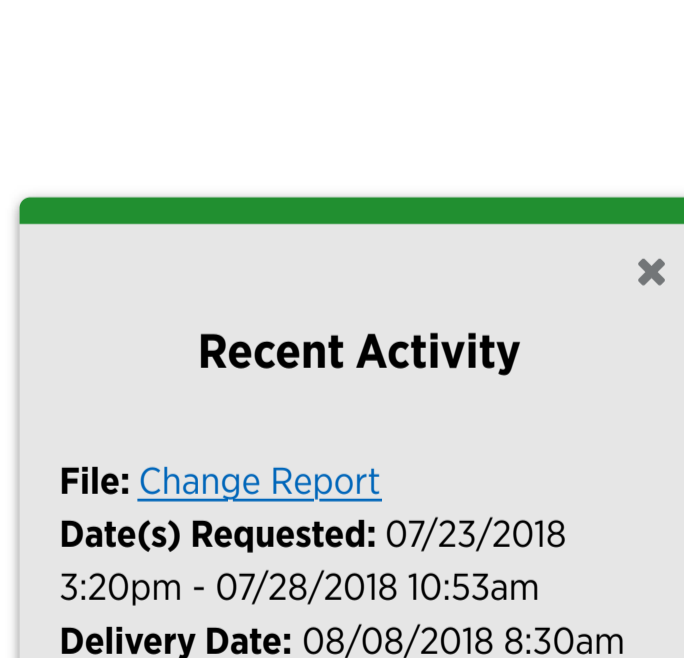 Recent Activity
File: Change Report
Date(s) Requested: 07/23/2018
3:20pm - 07/28/2018 10:53am
Delivery Date: 08/08/2018 8:30am